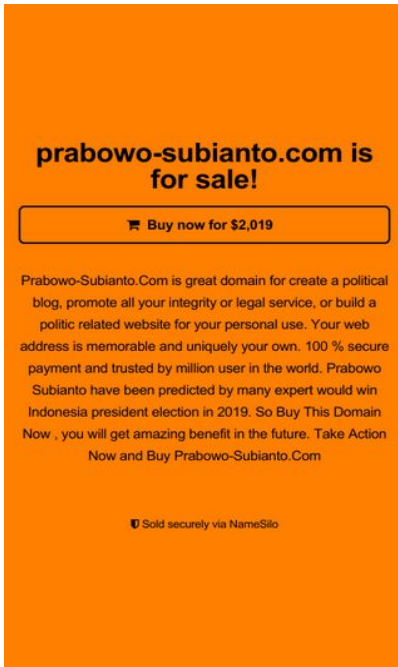 prabowo-subianto.com is
for sale!
Buy now for $2,019
Prabowo-Subianto.Com is great domain for create a political
blog, promote all your integrity or legal service, or build a
politic related website for your personal use. Your web
address is memorable and uniquely your own. 100 % secure
payment and trusted by million user in the world. Prabowo
Subianto have been predicted by many expert would win
Indonesia president election in 2019. So Buy This Domain
Now , you will get amazing benefit in the future. Take Action
Now and Buy Prabowo-Subianto.Com
Sold securely via NameSilo